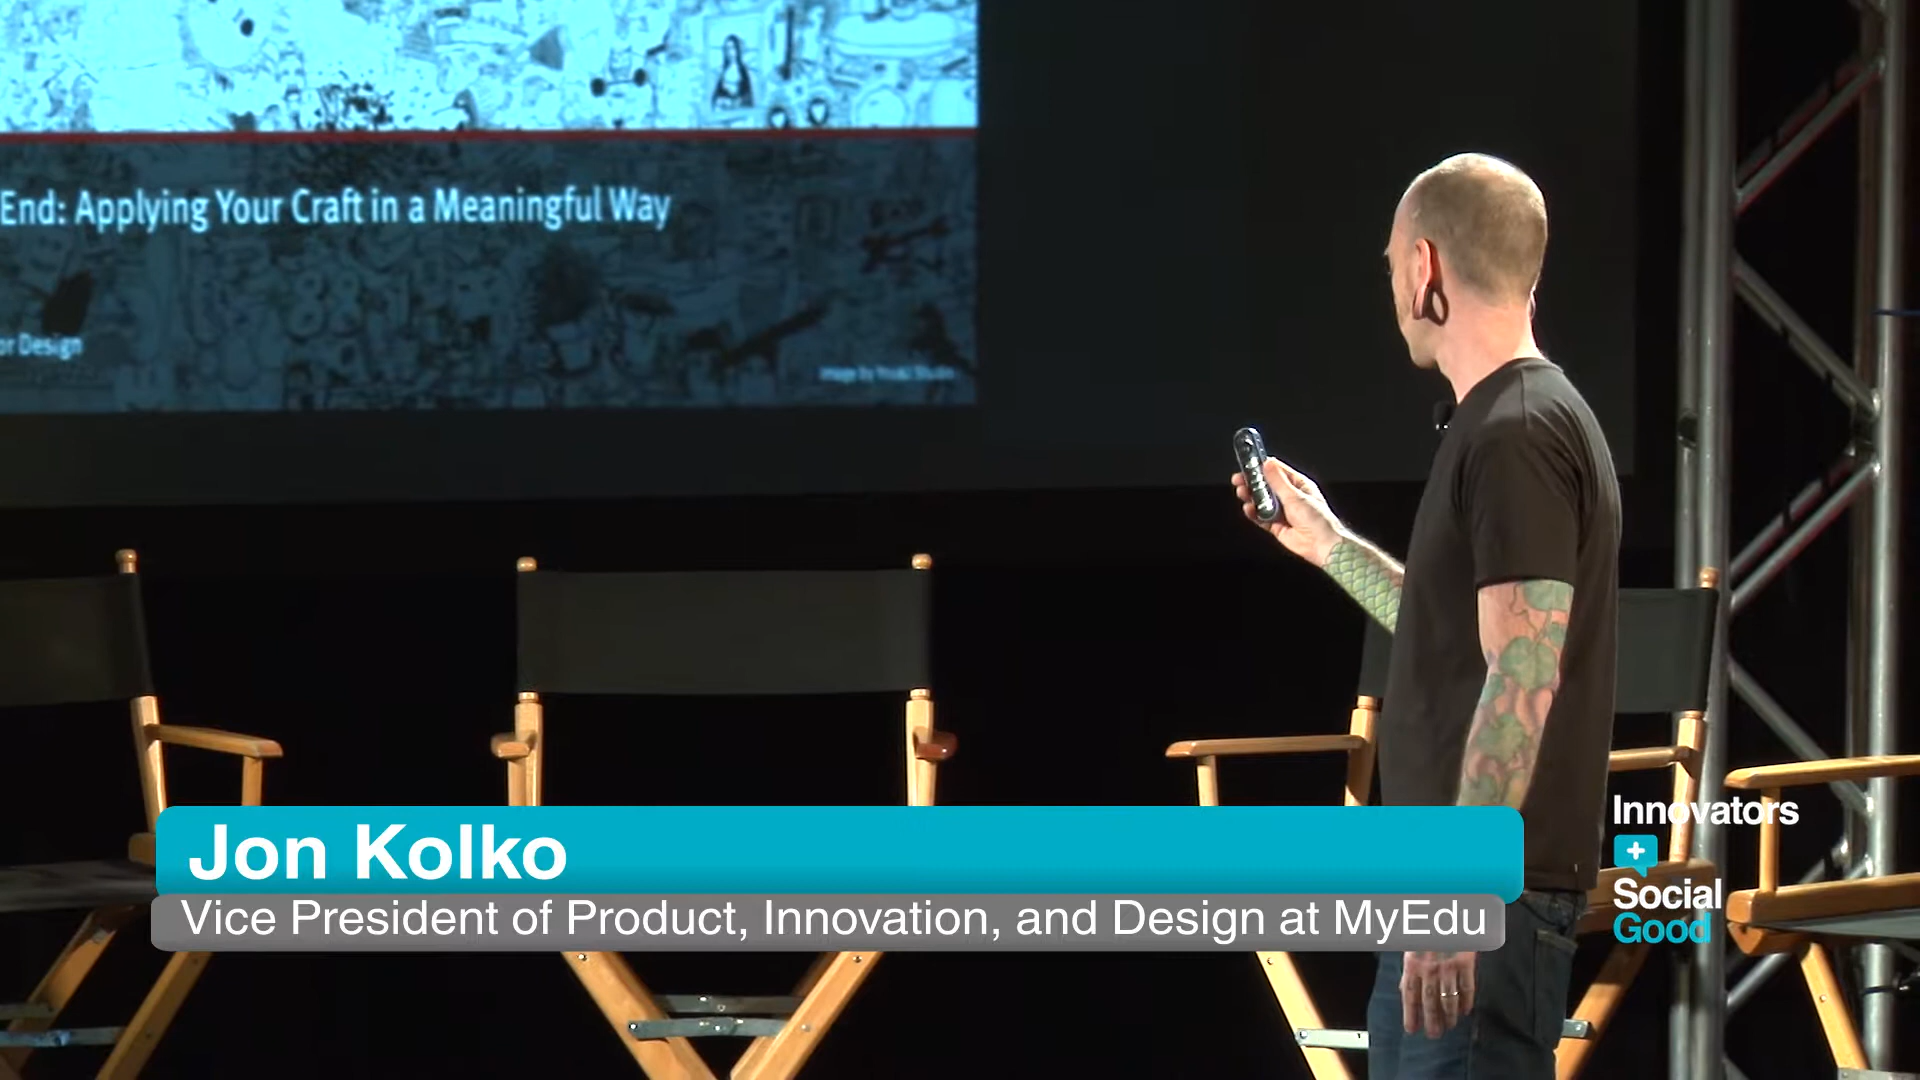 End: Applying Your Craft in a Meaningful Way
or Design
Jon Kolko
Vice President of Product, Innovation, and Design at MyEdu
Innovators
+
Social
Good